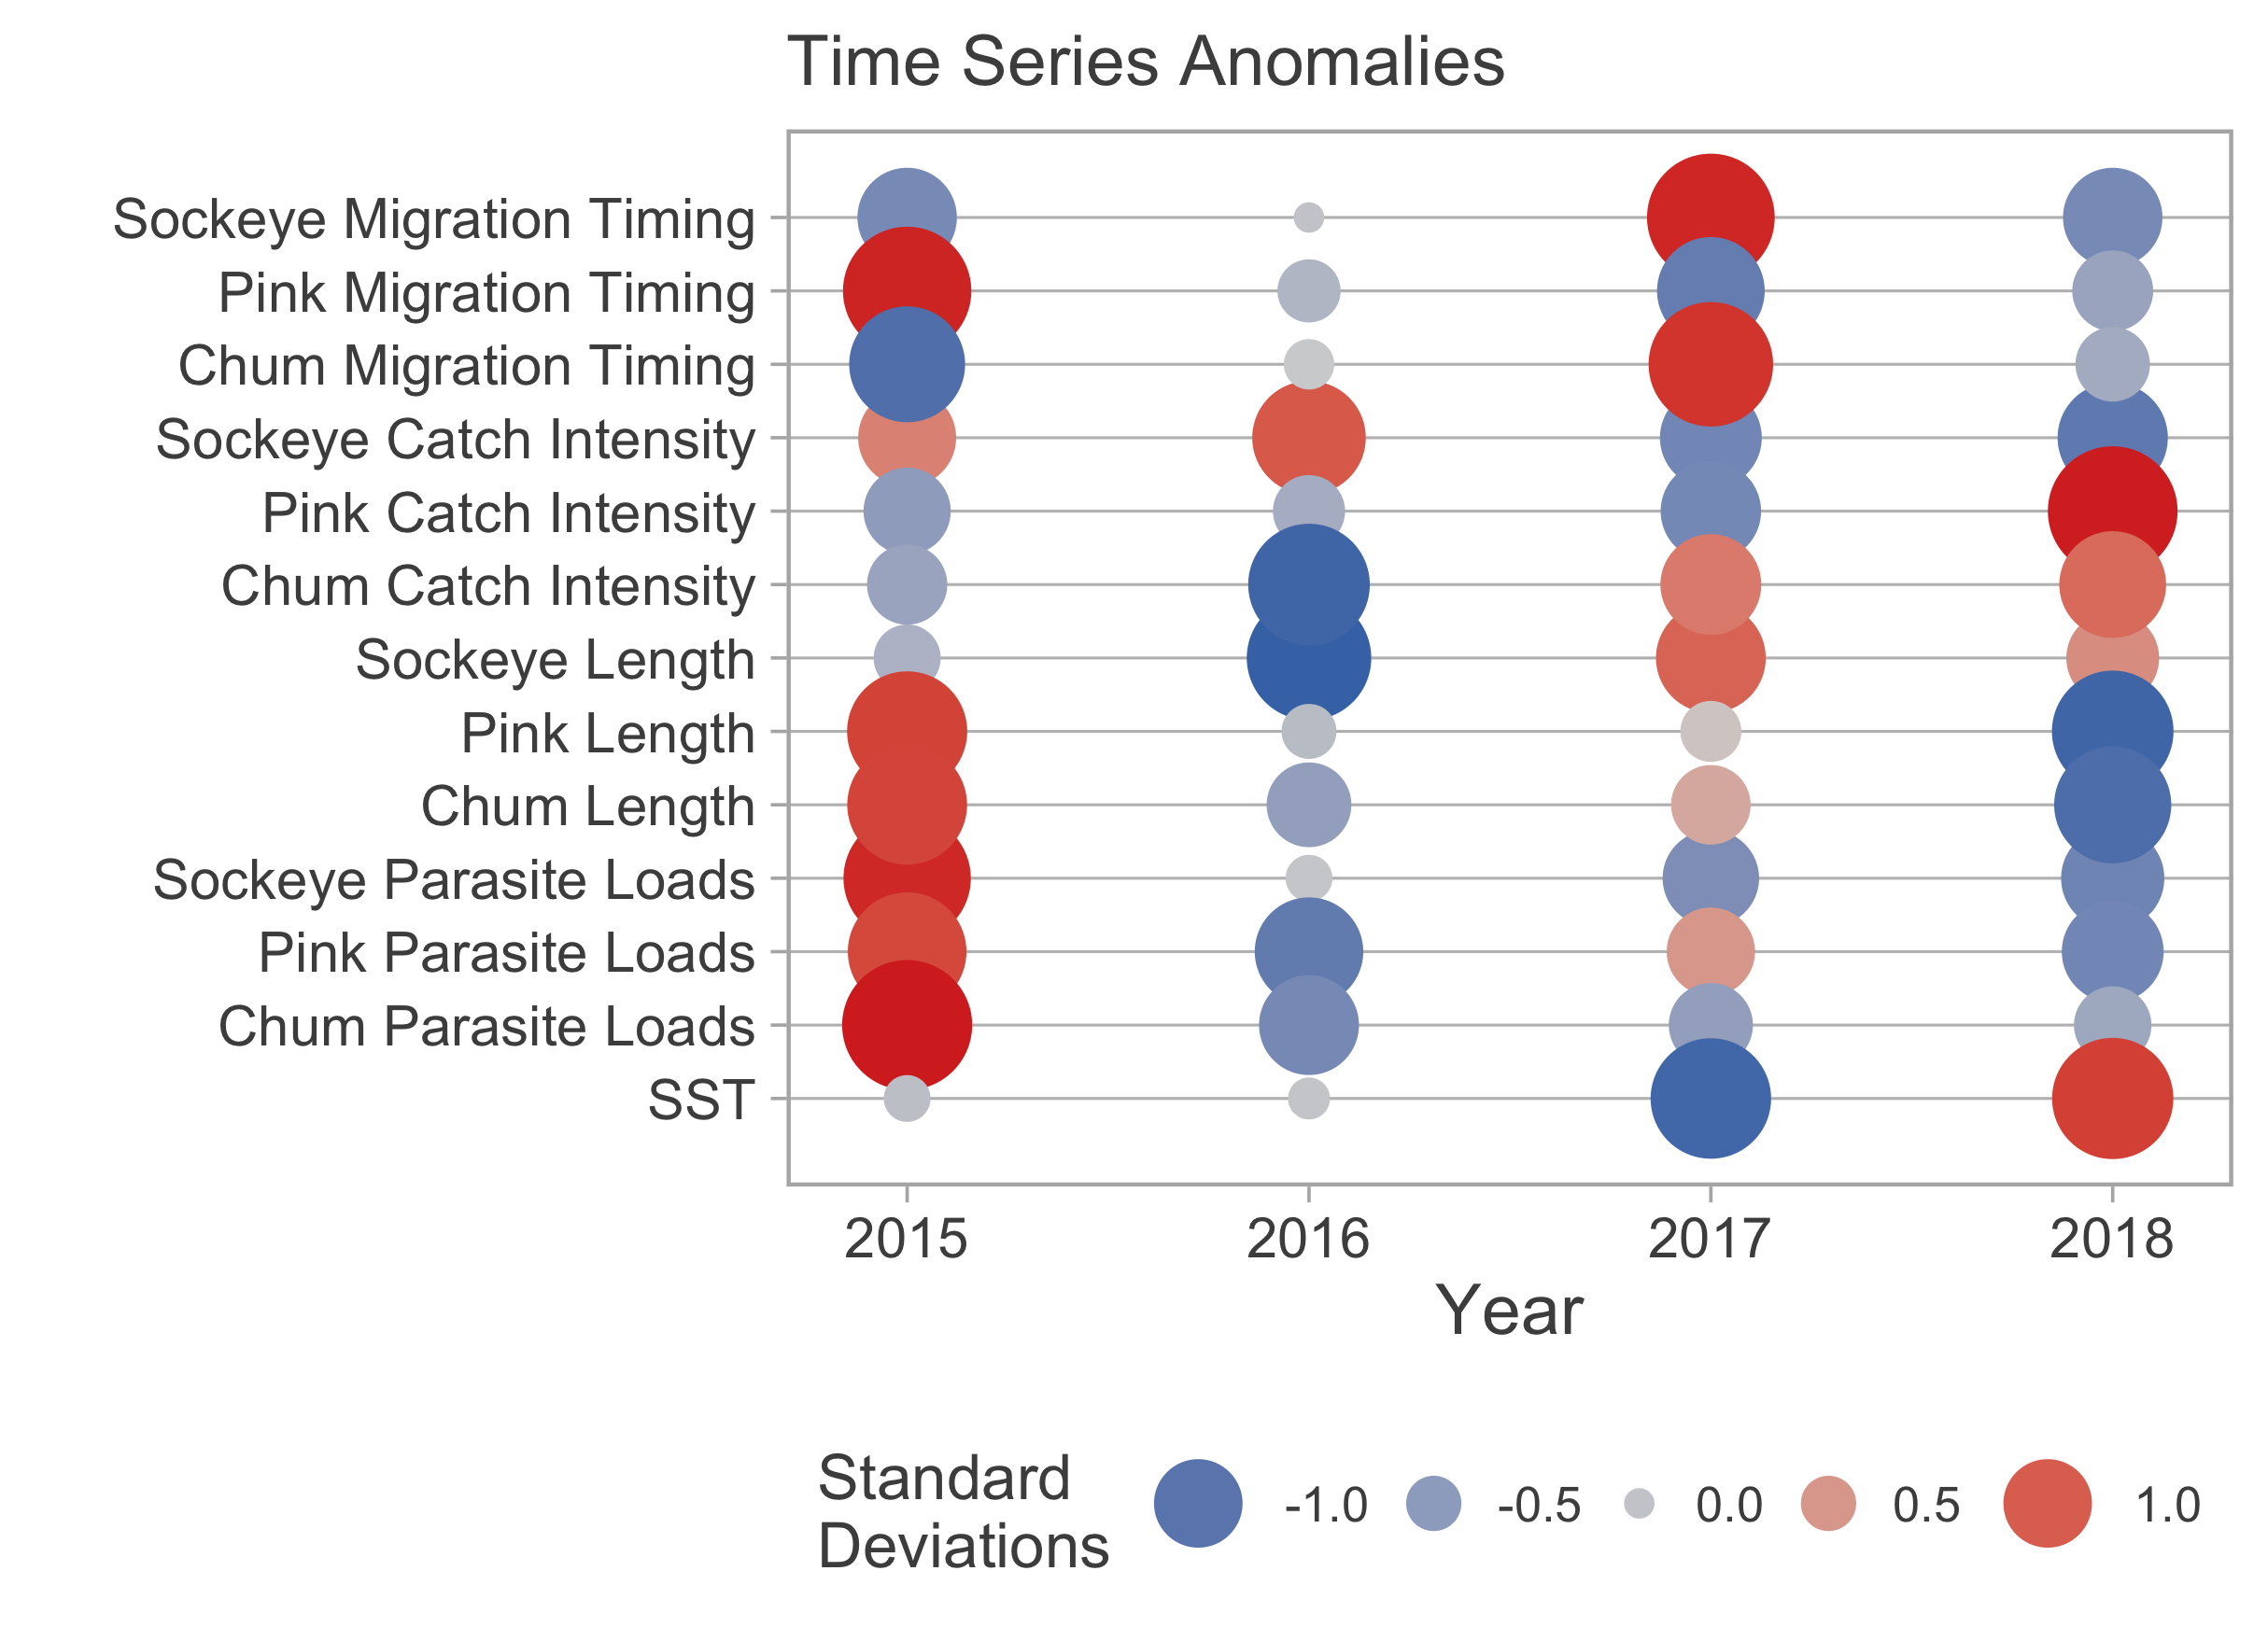 Time Series Anomalies
Sockeye Migration Timing
Pink Migration Timing
Chum Migration Timing
Sockeye Catch Intensity
Pink Catch Intensity
Chum Catch Intensity
Sockeye Length
Pink Length
Chum Length
Sockeye Parasite Loads
Pink Parasite Loads
Chum Parasite Loads
SST
2015 2016 2017 2018
Year
Standard
Deviations
-1.0 -0.5 0.0 0.5 1.0